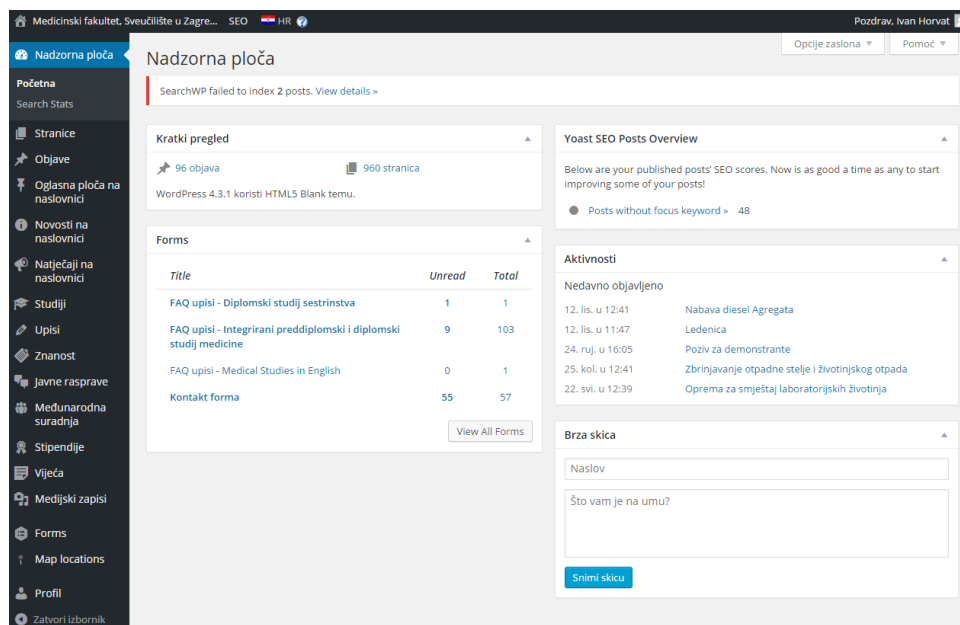 Medicinski fakultet, Sveučilište u Zagre... SEO HR ? Pozdrav, Ivan Horvat
Nadzorna ploča
Početna
Search Stats
Stranice
Objave
Oglasna ploča na
naslovnici
Novosti na
naslovnici
Natječaji na
naslovnici
Studiji
Upisi
Znanost
Javne rasprave
Međunarodna
suradnja
Stipendije
Vijeća
Medijski zapisi
Forms
Map locations
Profil
Zatvori izbornik
Opcije zaslona Pomoć
Nadzorna ploča
SearchWP failed to index 2 posts. View details »
Kratki pregled
96 objava 960 stranica
WordPress 4.3.1 koristi HTML5 Blank temu.
Forms
Title Unread Total
FAQ upisi - Diplomski studij sestrinstva 1 1
FAQ upisi - Integrirani preddiplomski i diplomski
studij medicine 9 103
FAQ upisi - Medical Studies in English 0 1
Kontakt forma 55 57
View All Forms
Yoast SEO Posts Overview
Below are your published posts' SEO scores. Now is as good a time as any to start
improving some of your posts!
Posts without focus keyword » 48
Aktivnosti
Nedavno objavljeno
12. lis. u 12:41 Nabava diesel Agregata
12. lis. u 11:47 Ledenica
24. ruj. u 16:05 Poziv za demonstrante
25. kol. u 12:41 Zbrinjavanje otpadne stelje i životinjskog otpada
22. svi. u 12:39 Oprema za smještaj laboratorijskih životinja
Brza skica
Naslov
Što vam je na umu?
Snimi skicu